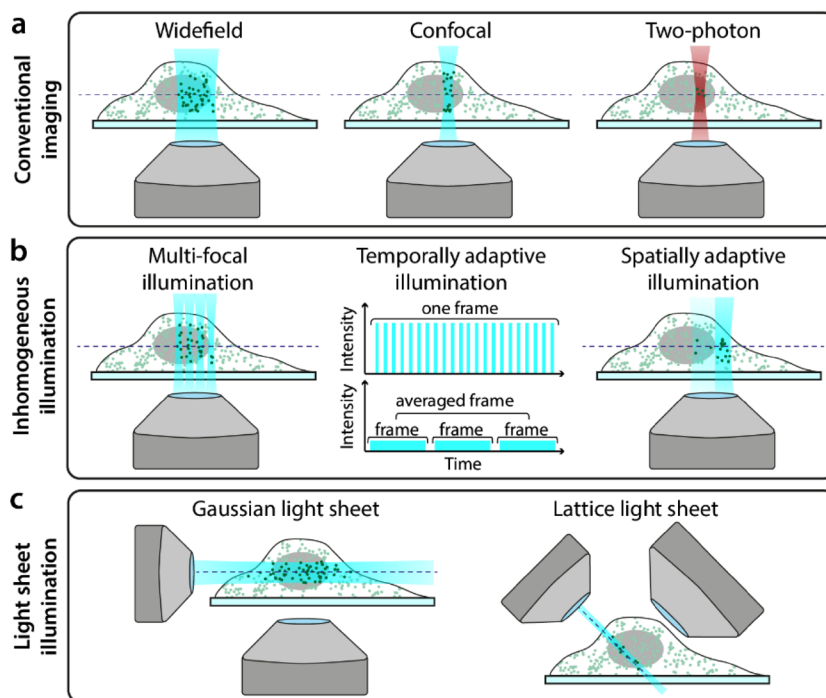 a
Conventional
imaging
Widefield
Confocal
Two-photon
b
Inhomogeneous
illumination
Multi-focal
illumination
Temporally adaptive
illumination
Intensity
one frame
Intensity
averaged frame
frame frame frame
Time
Spatially adaptive
illumination
c
Light sheet
illumination
Gaussian light sheet
Lattice light sheet